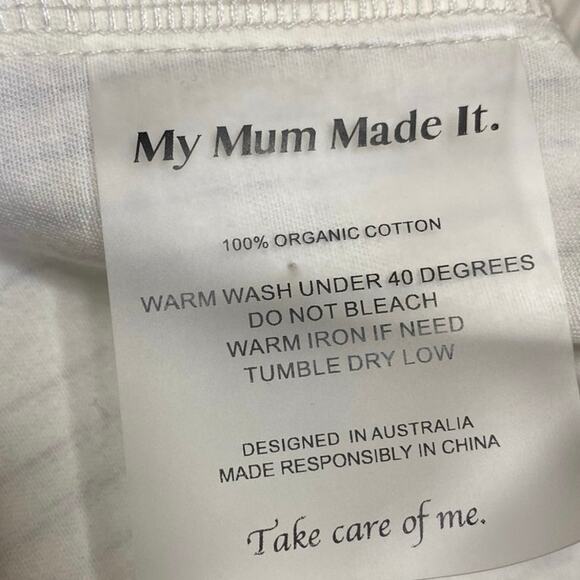 My Mum Made It.
100% ORGANIC COTTON
WARM WASH UNDER 40 DEGREES
DO NOT BLEACH
WARM IRON IF NEED
TUMBLE DRY LOW
DESIGNED IN AUSTRALIA
MADE RESPONSIBLY IN CHINA
Take care of me.